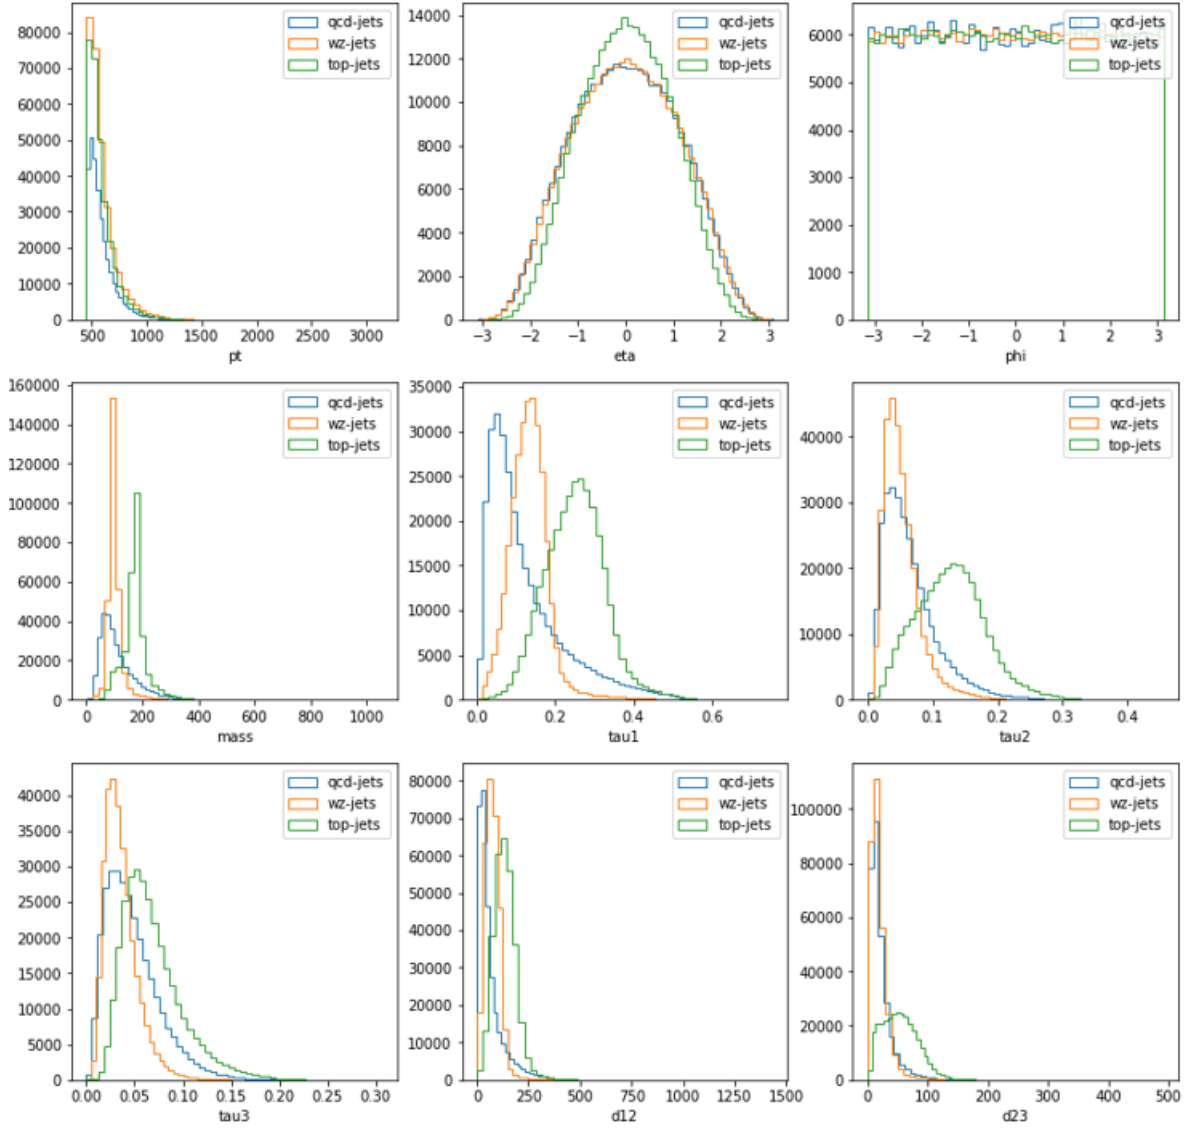 80000
70000
60000
50000
40000
30000
20000
10000
0
500 1000 1500 2000 2500 3000
pt
qcd-jets
wz-jets
top-jets
14000
12000
10000
8000
6000
4000
2000
0
−3 −2 −1 0 1 2 3
eta
qcd-jets
wz-jets
top-jets
6000
5000
4000
3000
2000
1000
0
−3 −2 −1 0 1 2 3
phi
qcd-jets
wz-jets
top-jets
160000
140000
120000
100000
80000
60000
40000
20000
0
0 200 400 600 800 1000
mass
qcd-jets
wz-jets
top-jets
35000
30000
25000
20000
15000
10000
5000
0
0.0 0.2 0.4 0.6
tau1
qcd-jets
wz-jets
top-jets
40000
30000
20000
10000
0
0.0 0.1 0.2 0.3 0.4
tau2
qcd-jets
wz-jets
top-jets
40000
35000
30000
25000
20000
15000
10000
5000
0
0.00 0.05 0.10 0.15 0.20 0.25 0.30
tau3
qcd-jets
wz-jets
top-jets
80000
70000
60000
50000
40000
30000
20000
10000
0
0 250 500 750 1000 1250 1500
d12
qcd-jets
wz-jets
top-jets
100000
80000
60000
40000
20000
0
0 100 200 300 400 500
d23
qcd-jets
wz-jets
top-jets